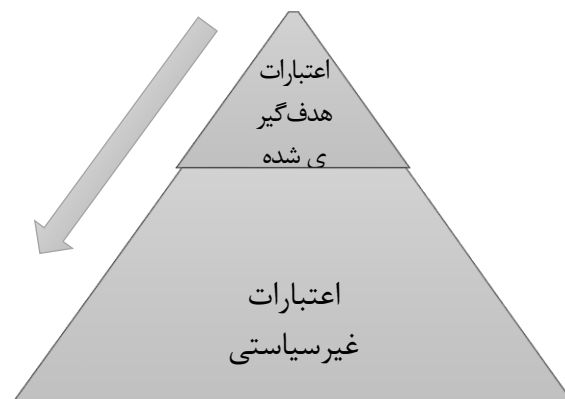 اعتبارات
هدف‌گیر
ی شده
اعتبارات
غیرسیاستی